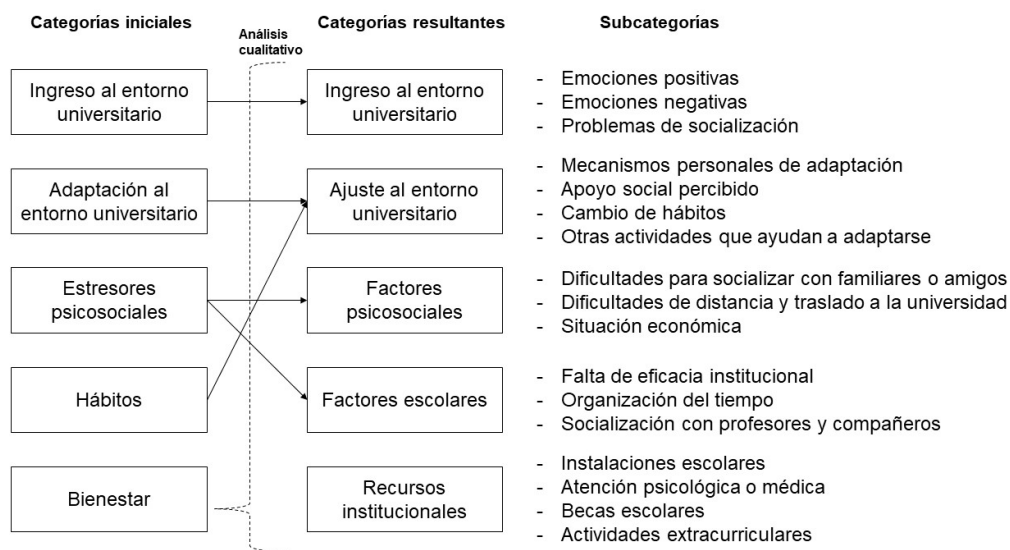 Categorías iniciales
Análisis
cualitativo
Categorías resultantes
Subcategorías
Ingreso al entorno
universitario
Ingreso al entorno
universitario
- Emociones positivas
- Emociones negativas
- Problemas de socialización
Adaptación al
entorno universitario
Ajuste al entorno
universitario
- Mecanismos personales de adaptación
- Apoyo social percibido
- Cambio de hábitos
- Otras actividades que ayudan a adaptarse
Estresores
psicosociales
Factores
psicosociales
- Dificultades para socializar con familiares o amigos
- Dificultades de distancia y traslado a la universidad
- Situación económica
Hábitos
Factores escolares
- Falta de eficacia institucional
- Organización del tiempo
- Socialización con profesores y compañeros
Bienestar
Recursos
institucionales
- Instalaciones escolares
- Atención psicológica o médica
- Becas escolares
- Actividades extracurriculares